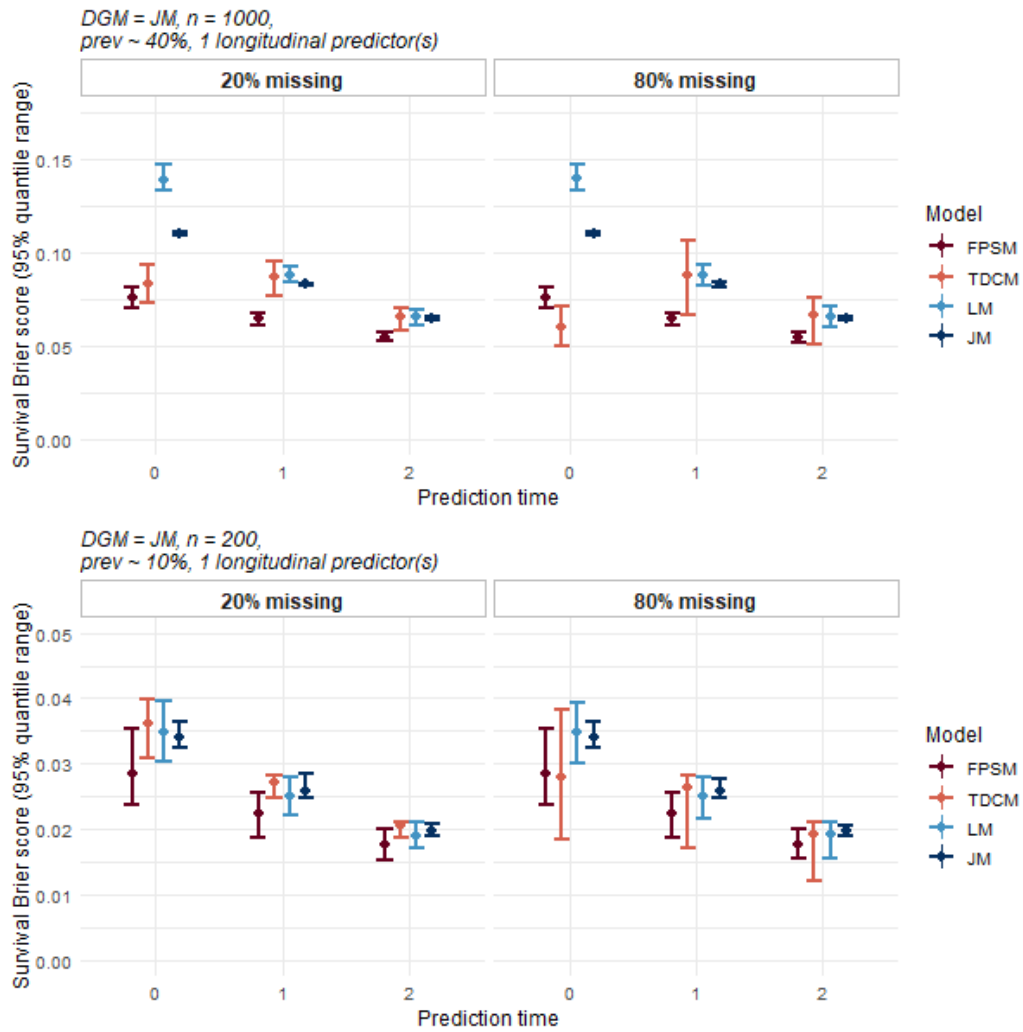 DGM = JM, n = 1000,
prev ~ 40%, 1 longitudinal predictor(s)
20% missing
80% missing
Survival Brier score (95% quantile range)
0.15
0.10
0.05
0.00
0
1
2
0
1
2
Prediction time
Model
FPSM
TDCM
LM
JM
DGM = JM, n = 200,
prev ~ 10%, 1 longitudinal predictor(s)
20% missing
80% missing
Survival Brier score (95% quantile range)
0.05
0.04
0.03
0.02
0.01
0.00
0
1
2
0
1
2
Prediction time
Model
FPSM
TDCM
LM
JM